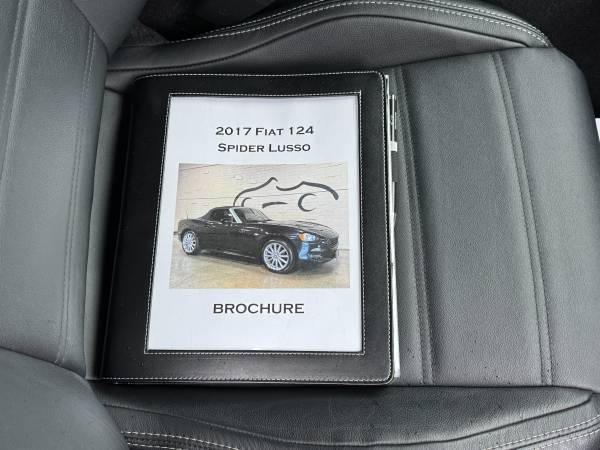 2017 Fiat 124
Spider Lusso
BROCHURE